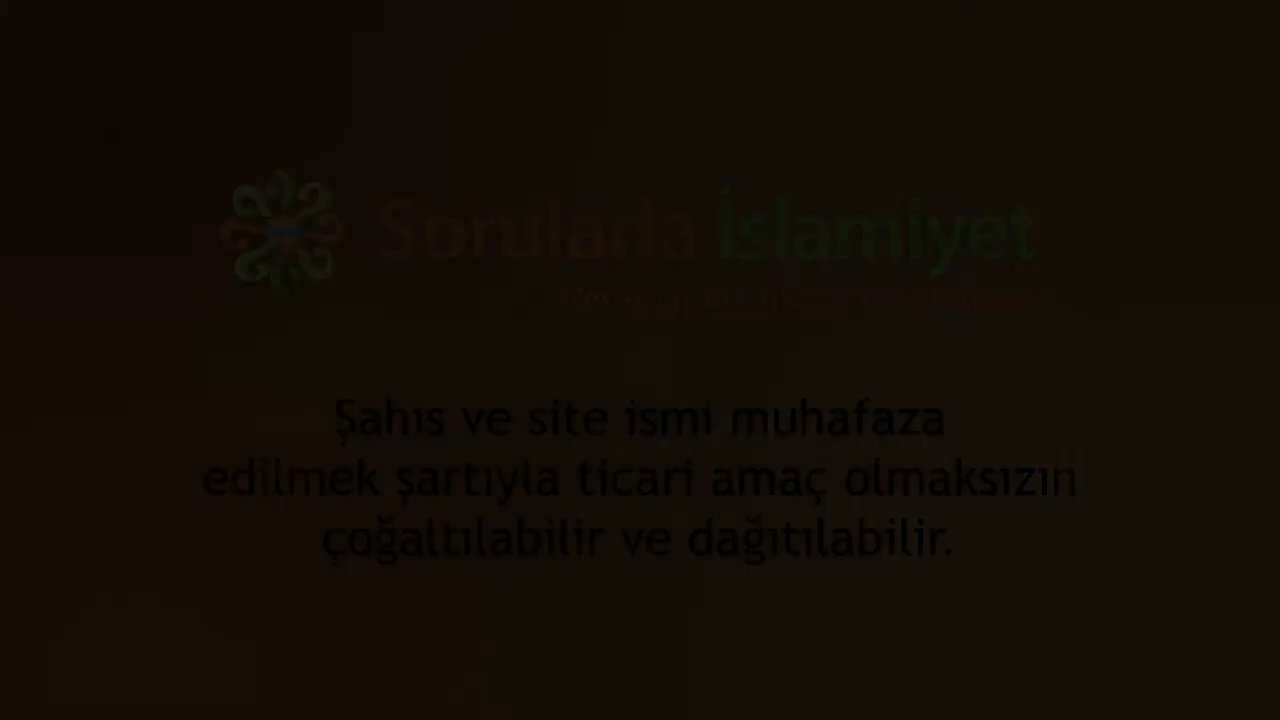 Sorularla İslamiyet
Şahıs ve site ismi muhafaza
edilmek şartıyla ticari amaç olmaksızın
çoğaltılabilir ve dağıtılabilir.